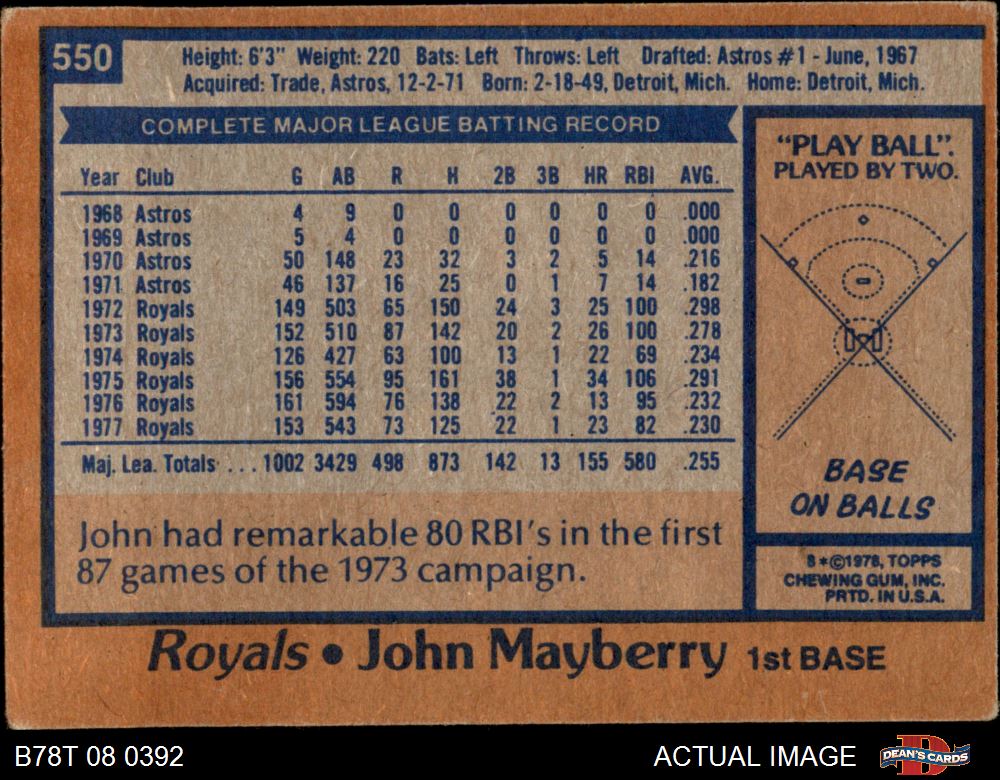 550
Height: 6'3" Weight: 220 Bats: Left Throws: Left Drafted: Astros #1 - June, 1967
Acquired: Trade, Astros, 12-2-71 Born: 2-18-49, Detroit, Mich. Home: Detroit, Mich.
COMPLETE MAJOR LEAGUE BATTING RECORD
Year Club G AB R H 2B 3B HR RBI AVG.
1968 Astros 4 9 0 0 0 0 0 0 .000
1969 Astros 5 4 0 0 0 0 0 0 .000
1970 Astros 50 148 23 32 3 2 5 14 .216
1971 Astros 46 137 16 25 0 1 7 14 .182
1972 Royals 149 503 65 150 24 3 25 100 .298
1973 Royals 152 510 87 142 20 2 26 100 .278
1974 Royals 126 427 63 100 13 1 22 69 .234
1975 Royals 156 554 95 161 38 1 34 106 .291
1976 Royals 161 594 76 138 22 2 13 95 .232
1977 Royals 153 543 73 125 22 1 23 82 .230
Maj. Lea. Totals ... 1002 3429 498 873 142 13 155 580 .255
John had remarkable 80 RBI's in the first
87 games of the 1973 campaign.
"PLAY BALL".
PLAYED BY TWO.
BASE
ON BALLS
8*©1978, TOPPS
CHEWING GUM, INC.
PRTD. IN U.S.A.
Royals • John Mayberry 1st BASE
B78T 08 0392
ACTUAL IMAGE
D
DEAN'S CARDS